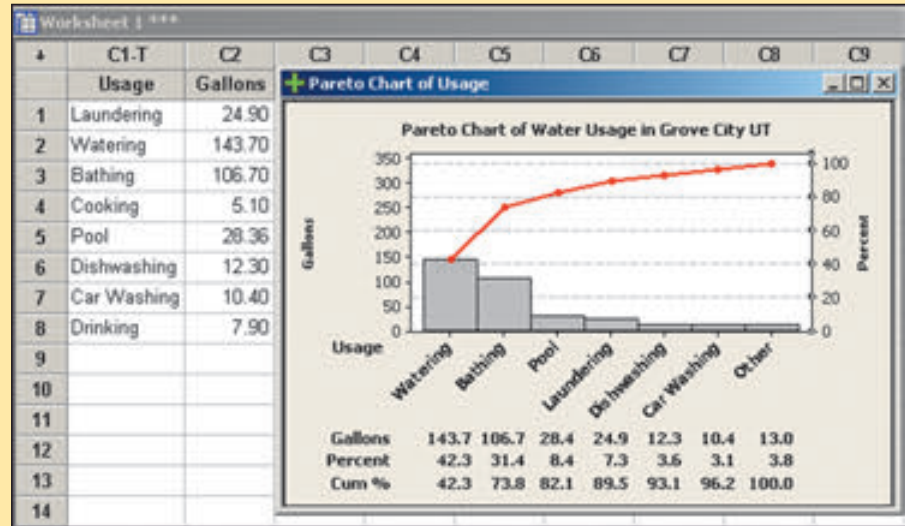 Worksheet 1 ***
+ C1-T C2 C3 C4 C5 C6 C7 C8 C9
Usage Gallons
1 Laundering 24.90
2 Watering 143.70
3 Bathing 106.70
4 Cooking 5.10
5 Pool 28.36
6 Dishwashing 12.30
7 Car Washing 10.40
8 Drinking 7.90
9
10
11
12
13
14
Pareto Chart of Usage
Pareto Chart of Water Usage in Grove City UT
350
300
250
200
150
100
50
0
Gallons
100
80
60
40
20
0
Percent
Usage Watering Bathing Pool Laundering Dishwashing Car Washing Other
Gallons 143.7 106.7 28.4 24.9 12.3 10.4 13.0
Percent 42.3 31.4 8.4 7.3 3.6 3.1 3.8
Cum % 42.3 73.8 82.1 89.5 93.1 96.2 100.0